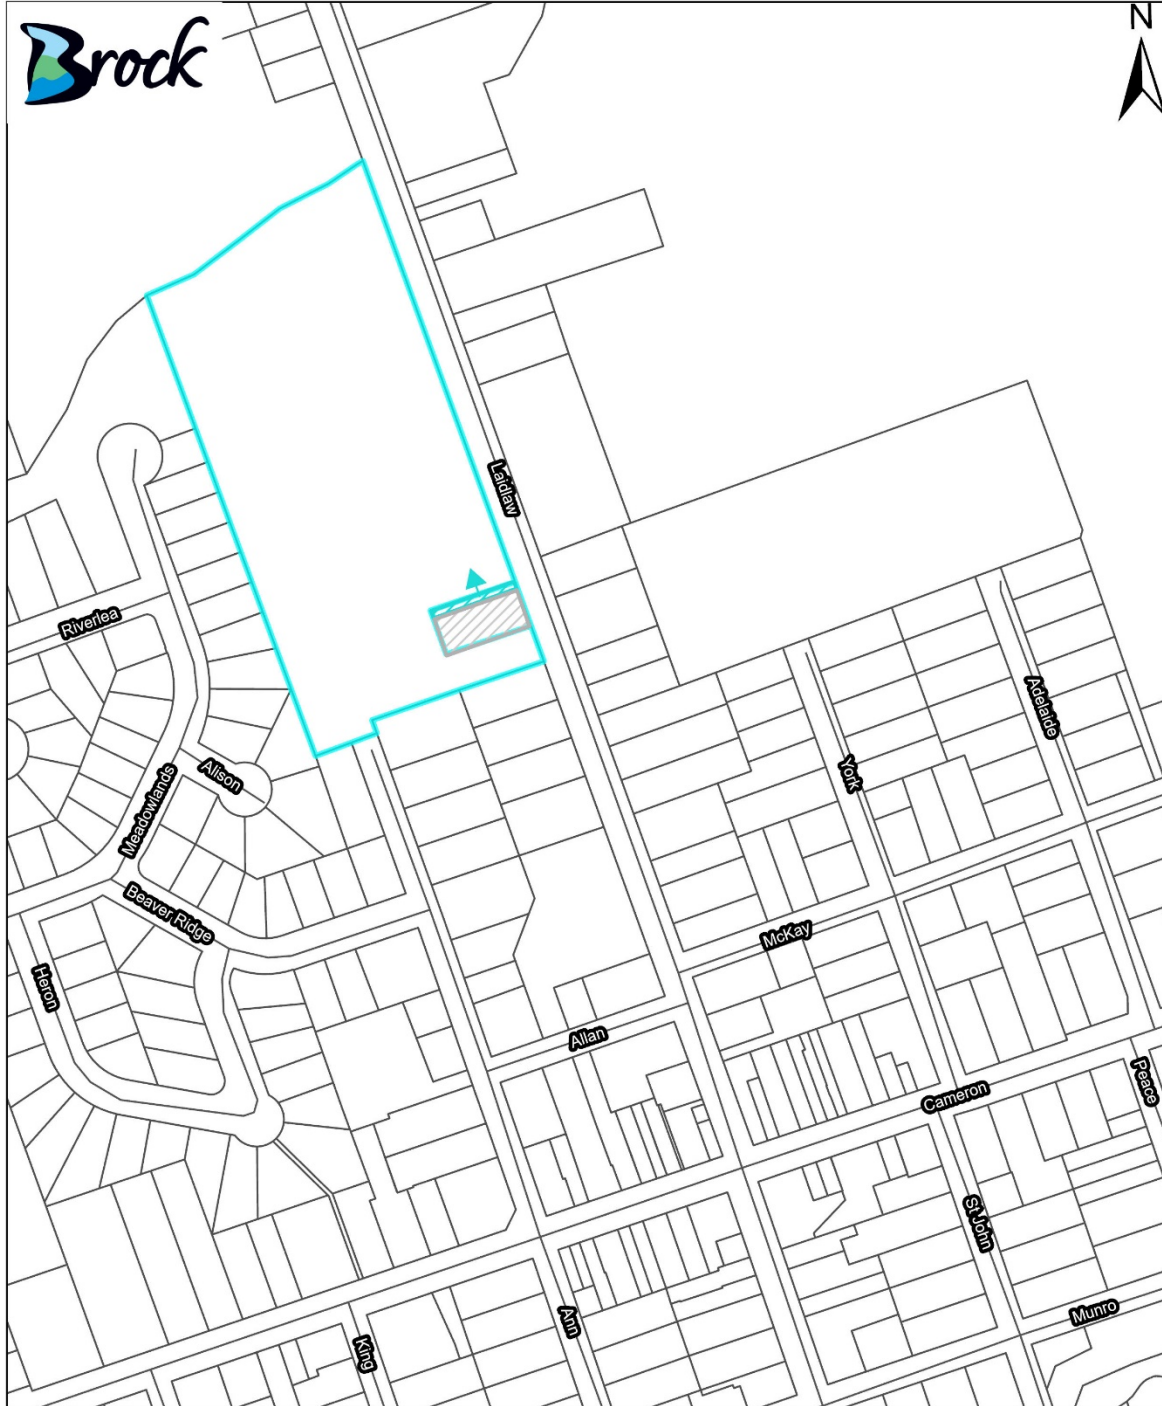 Brock
N
Laidlaw
Riverlea
Adelaide
Alison
York
Meadowlands
Beaver Ridge
McKay
Heron
Allan
Cameron
Peace
St John
Munro
Ann
King